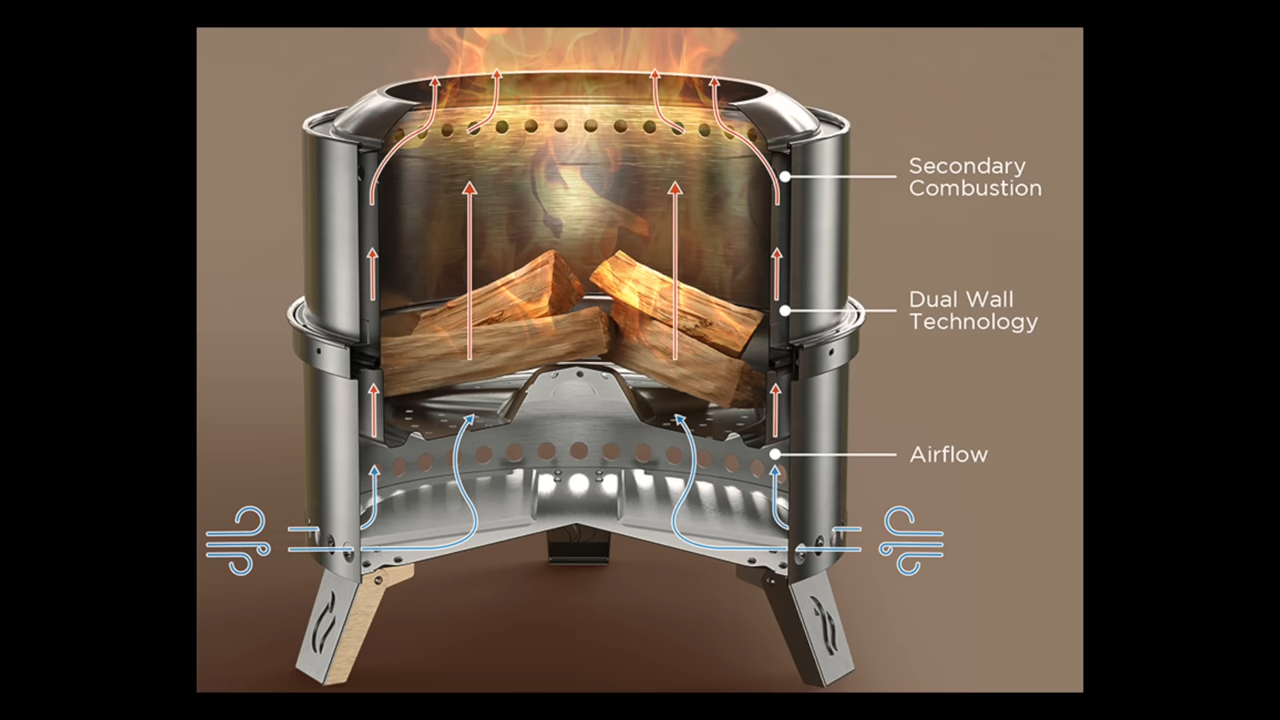 Secondary
Combustion
Dual Wall
Technology
Airflow